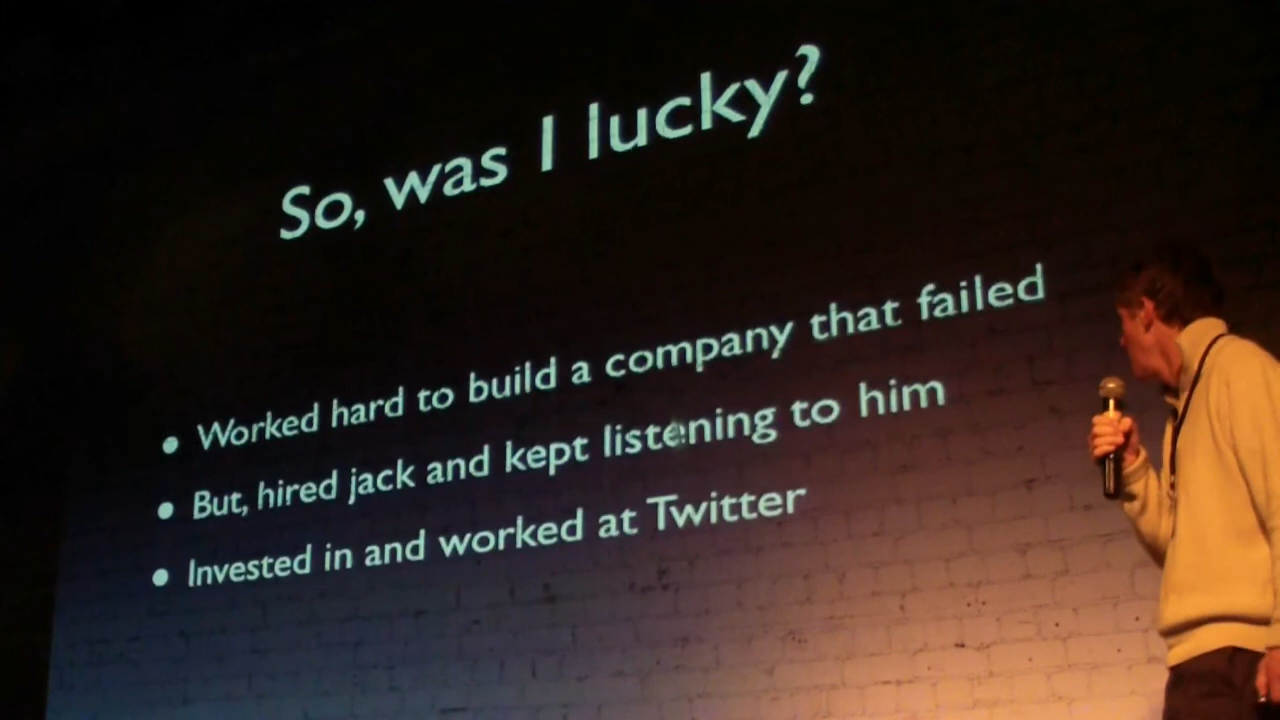 So, was I lucky?
• Worked hard to build a company that failed
• But, hired jack and kept listening to him
• Invested in and worked at Twitter